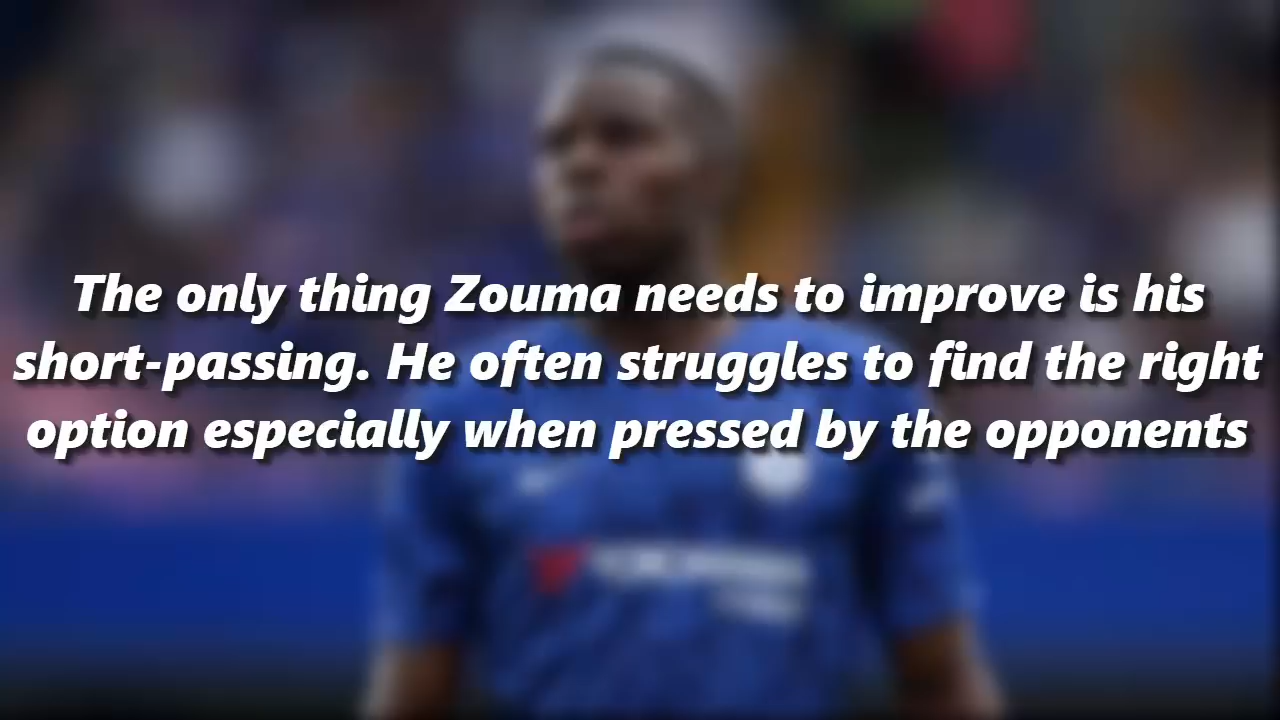 The only thing Zouma needs to improve is his
short-passing. He often struggles to find the right
option especially when pressed by the opponents